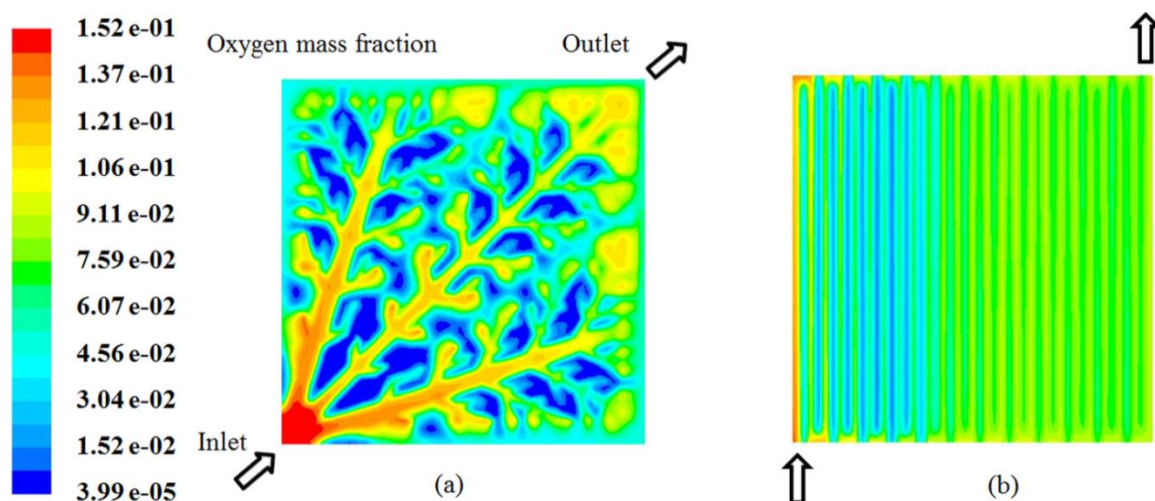 1.52 e-01
1.37 e-01
1.21 e-01
1.06 e-01
9.11 e-02
7.59 e-02
6.07 e-02
4.56 e-02
3.04 e-02
1.52 e-02
3.99 e-05
Oxygen mass fraction
Outlet
Inlet
(a)
(b)